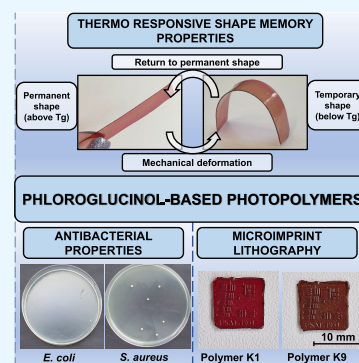 THERMO RESPONSIVE SHAPE MEMORY
PROPERTIES
Return to permanent shape
Permanent
shape
(above Tg)
Temporary
shape
(below Tg)
Mechanical deformation
PHLOROGLUCINOL-BASED PHOTOPOLYMERS
ANTIBACTERIAL
PROPERTIES
MICROIMPRINT
LITHOGRAPHY
10 mm
E. coli
S. aureus
Polymer K1
Polymer K9